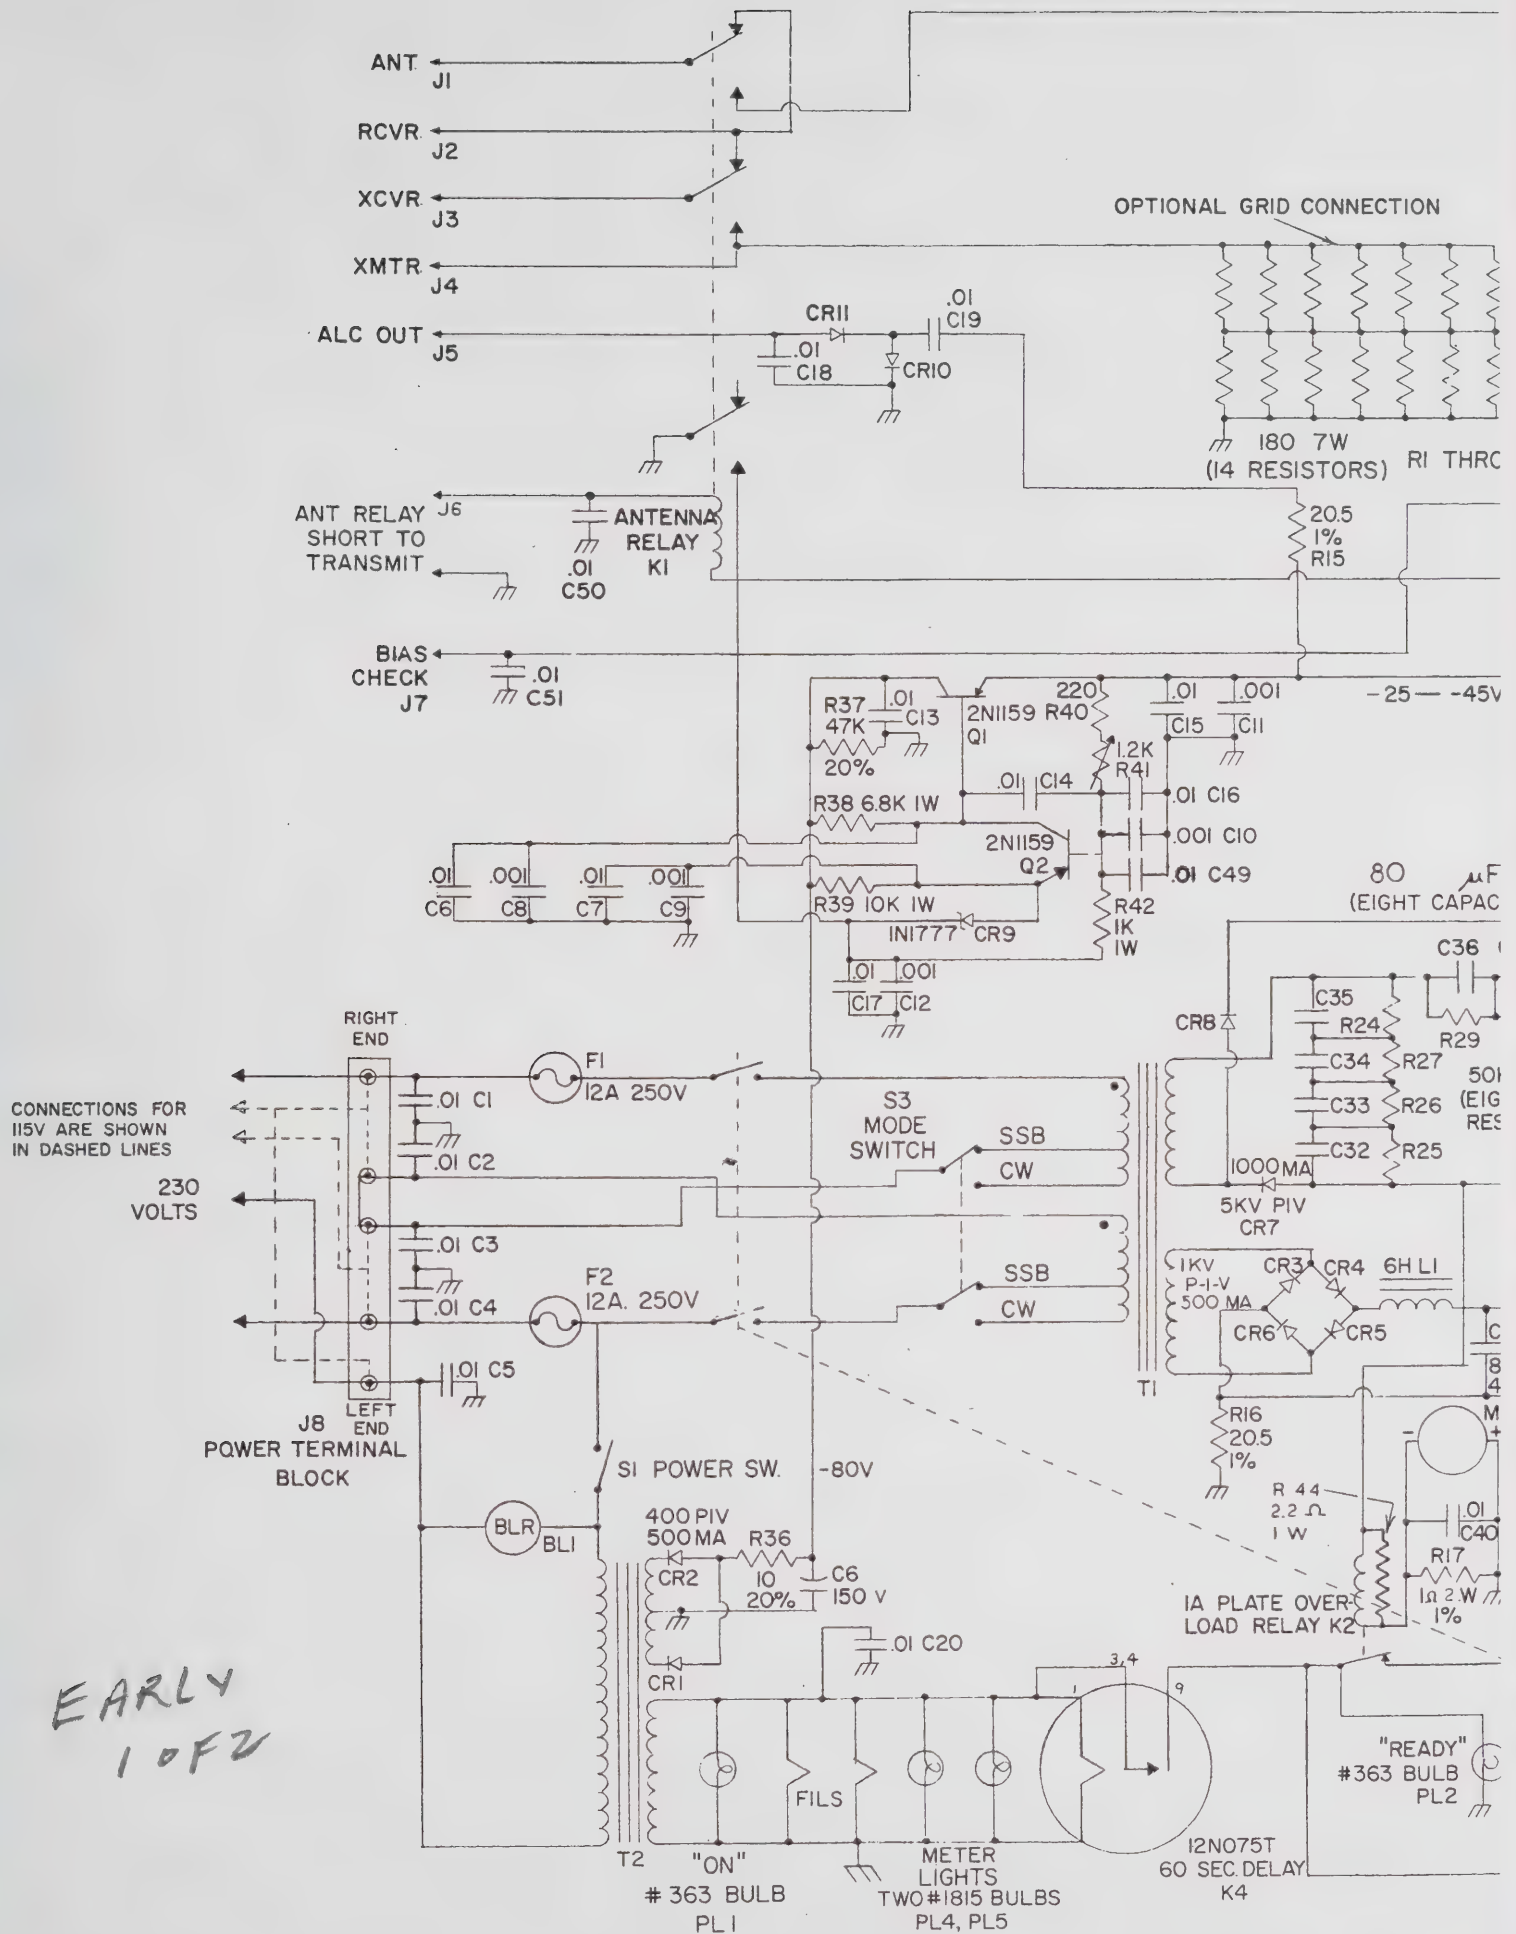 ANT
J1
RCVR
J2
XCVR
J3
XMTR
J4
ALC OUT
J5
CR11
.01
C19
.01
C18
CR10
OPTIONAL GRID CONNECTION
180 7W
(14 RESISTORS)
R1 THRO
ANT RELAY
SHORT TO
TRANSMIT
J6
.01
C50
ANTENNA
RELAY
K1
20.5
1%
R15
BIAS
CHECK
J7
.01
C51
R37
47K
20%
.01
C13
2N1159
Q1
220
R40
.01
C15
.001
C11
-25— -45V
1.2K
R41
.01 C14
.01 C16
R38 6.8K 1W
2N1159
Q2
.001 C10
.01 C49
.01
C6
.001
C8
.01
C7
.001
C9
R39 10K 1W
1N1777
CR9
R42
1K
1W
.01
C17
.001
C12
80 µF
(EIGHT CAPAC
C36
R29
C35
R24
C34
R27
C33
R26
C32
R25
CR8
50K
(EIG
RES
1000MA
5KV PIV
CR7
RIGHT
END
CONNECTIONS FOR
115V ARE SHOWN
IN DASHED LINES
230
VOLTS
.01 C1
.01 C2
.01 C3
.01 C4
.01 C5
F1
12A 250V
F2
12A. 250V
S3
MODE
SWITCH
SSB
CW
SSB
CW
T1
1KV
P-I-V
500 MA
CR3
CR4
CR6
CR5
6H L1
C
8
4
LEFT
END
J8
POWER TERMINAL
BLOCK
S1 POWER SW.
-80V
BLR
BL1
400 PIV
500MA
CR2
R36
10
20%
C6
150 V
CR1
.01 C20
R16
20.5
1%
M
-
+
R 44
2.2 Ω
1 W
.01
C40
R17
1Ω 2.W
1%
1A PLATE OVER-
LOAD RELAY K2
3,4
1
9
FILS
T2
"ON"
# 363 BULB
PL1
METER
LIGHTS
TWO #1815 BULBS
PL4, PL5
12N075T
60 SEC. DELAY
K4
"READY"
#363 BULB
PL2
EARLY
1 OF 2